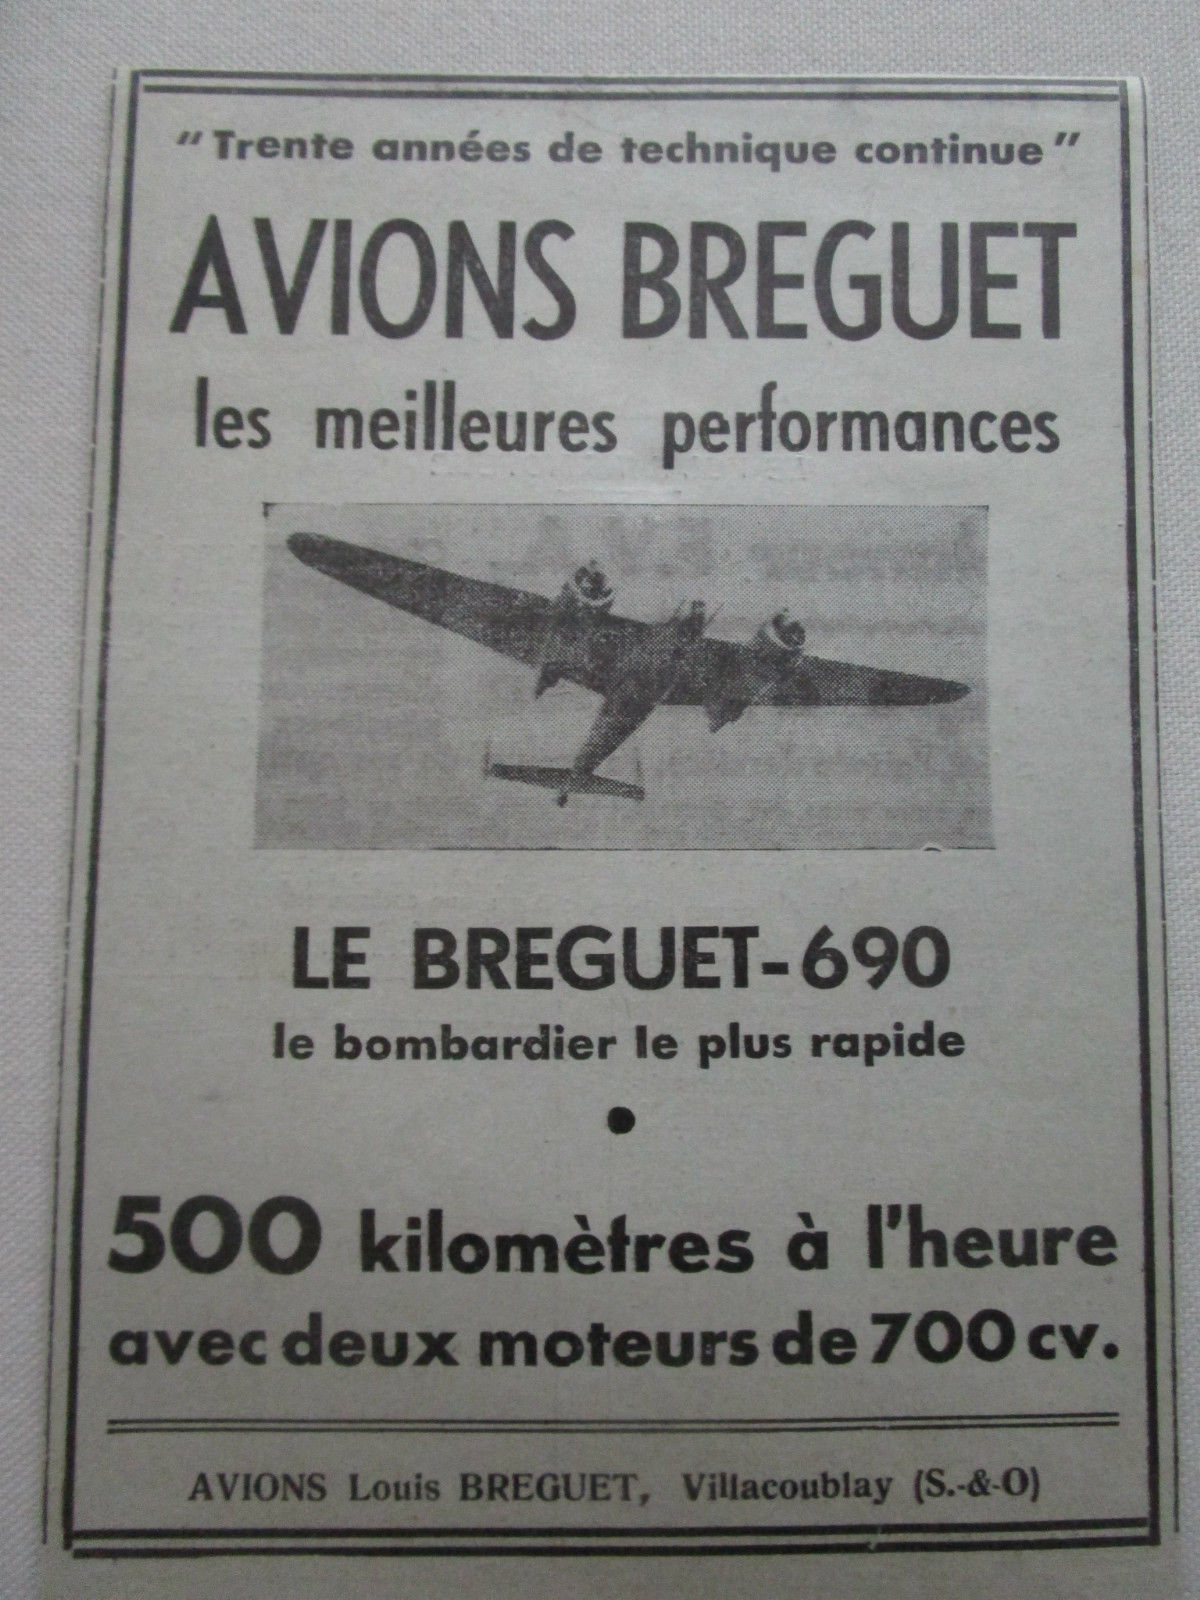 "Trente années de technique continue"
AVIONS BREGUET
les meilleures performances
LE BREGUET-690
le bombardier le plus rapide
•
500 kilomètres à l'heure
avec deux moteurs de 700 cv.
AVIONS Louis BREGUET, Villacoublay (S.-&-O)